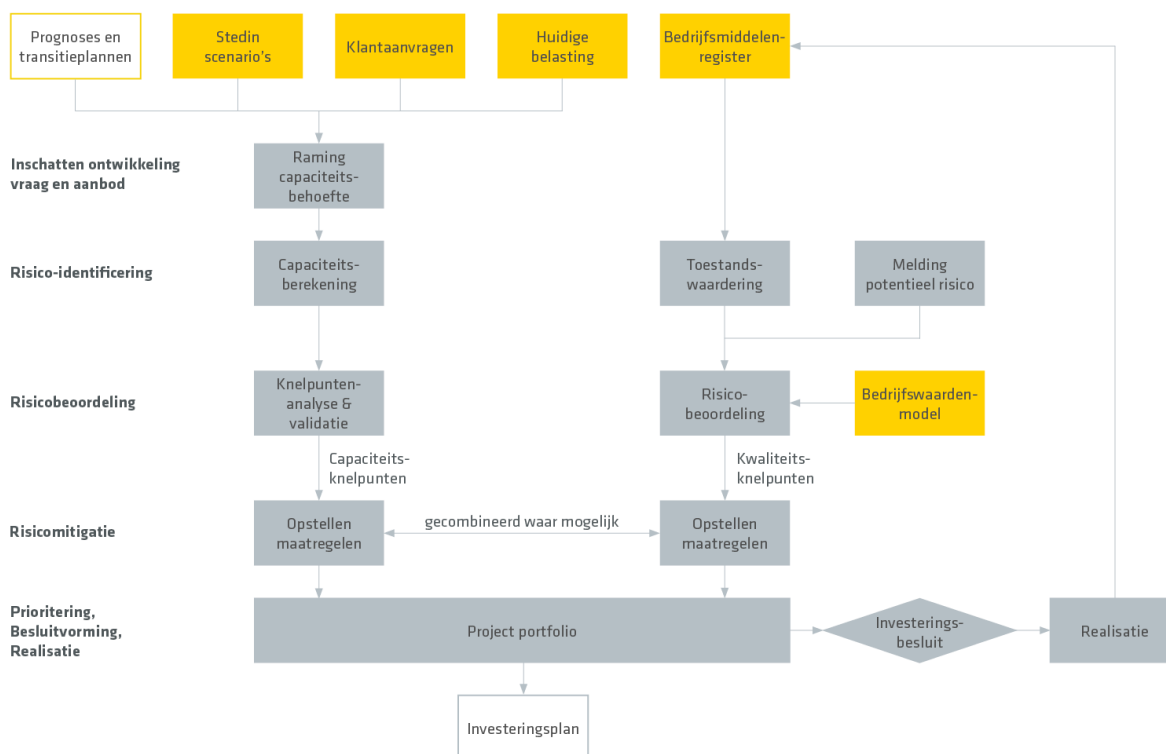 Prognoses en
transitieplannen
Stedin
scenario's
Klantaanvragen
Huidige
belasting
Bedrijfsmiddelen-
register
Inschatten ontwikkeling
vraag en aanbod
Raming
capaciteits-
behoefte
Risico-identificering
Capaciteits-
berekening
Toestands-
waardering
Melding
potentieel risico
Risicobeoordeling
Knelpunten-
analyse &
validatie
Risico-
beoordeling
Bedrijfswaarden-
model
Capaciteits-
knelpunten
Kwaliteits-
knelpunten
Risicomitigatie
Opstellen
maatregelen
gecombineerd waar mogelijk
Opstellen
maatregelen
Prioritering,
Besluitvorming,
Realisatie
Project portfolio
Investerings-
besluit
Realisatie
Investeringsplan